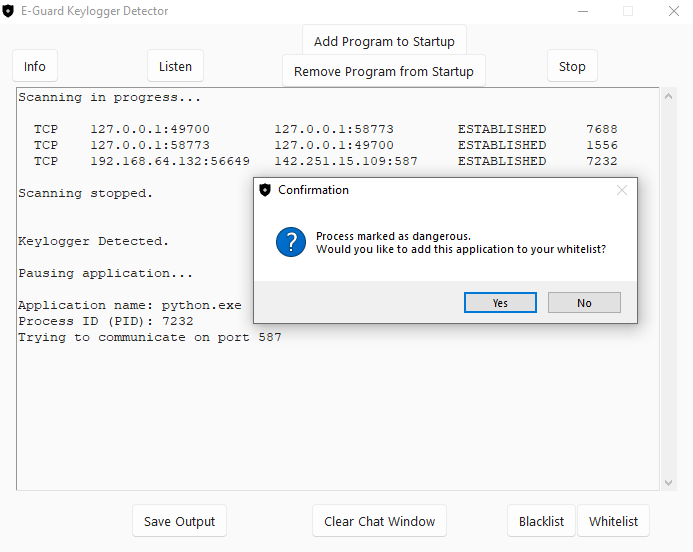 E-Guard Keylogger Detector
Add Program to Startup
Info
Listen
Remove Program from Startup
Stop
Scanning in progress...
TCP 127.0.0.1:49700 127.0.0.1:58773 ESTABLISHED 7688
TCP 127.0.0.1:58773 127.0.0.1:49700 ESTABLISHED 1556
TCP 192.168.64.132:56649 142.251.15.109:587 ESTABLISHED 7232
Scanning stopped.
Keylogger Detected.
Pausing application...
Application name: python.exe
Process ID (PID): 7232
Trying to communicate on port 587
Confirmation
Process marked as dangerous.
Would you like to add this application to your whitelist?
Yes
No
Save Output
Clear Chat Window
Blacklist
Whitelist